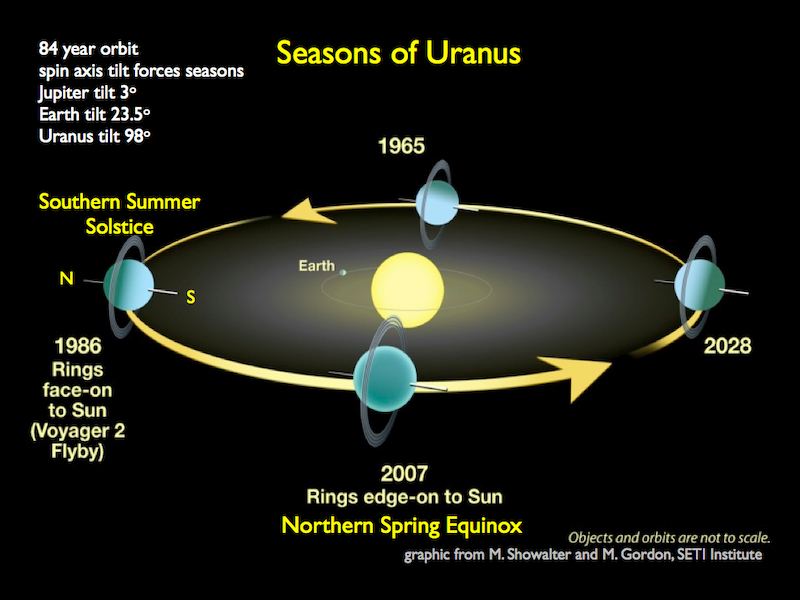 84 year orbit
spin axis tilt forces seasons
Jupiter tilt 3°
Earth tilt 23.5°
Uranus tilt 98°
Seasons of Uranus
1965
Southern Summer
Solstice
Earth
N
S
1986
Rings
face-on
to Sun
(Voyager 2
Flyby)
2028
2007
Rings edge-on to Sun
Northern Spring Equinox
Objects and orbits are not to scale.
graphic from M. Showalter and M. Gordon, SETI Institute